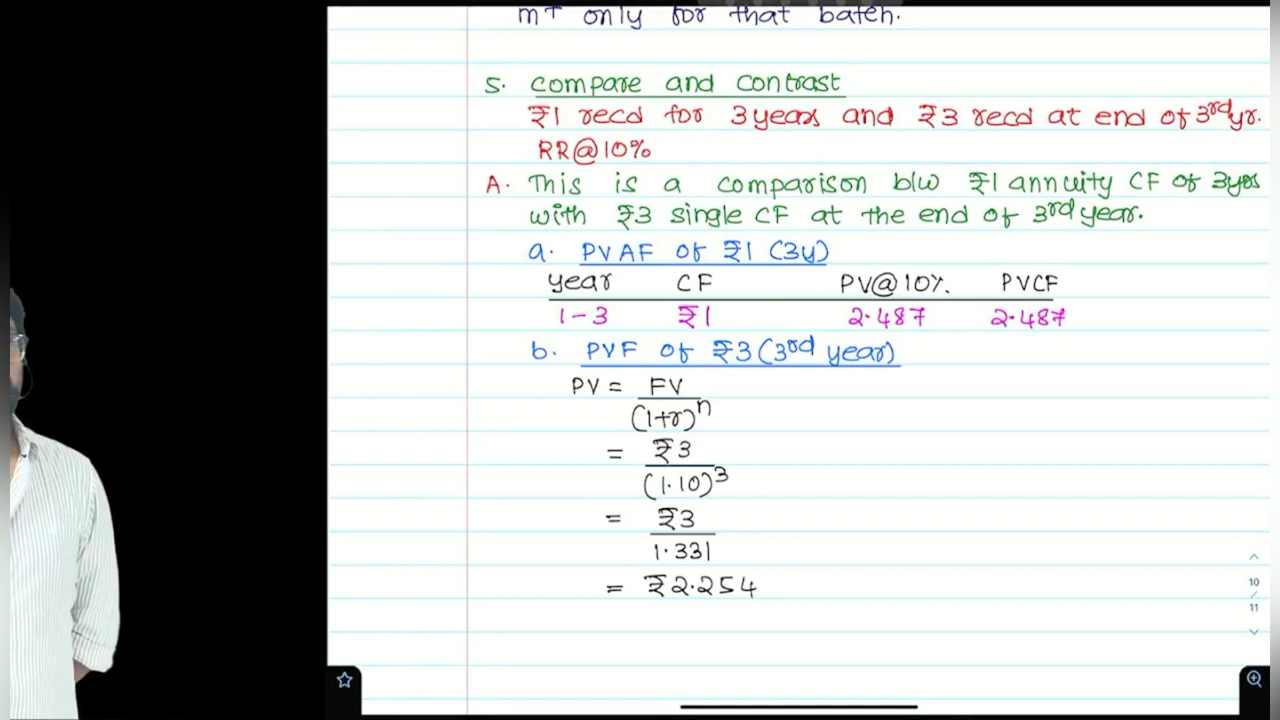 mt only for that batch.
5. Compare and contrast
₹1 recd for 3 years and ₹3 recd at end of 3rd yr.
RR@10%
A. This is a comparison b/w ₹1 annuity CF of 3yrs
with ₹3 single CF at the end of 3rd year.
a. PVAF of ₹1 (3y)
year CF PV@10%. PVCF
1-3 ₹1 2.487 2.487
b. PVF of ₹3 (3rd year)
PV = FV
(1+r)^n
= ₹3
(1.10)^3
= ₹3
1.331
= ₹2.254
10
/
11